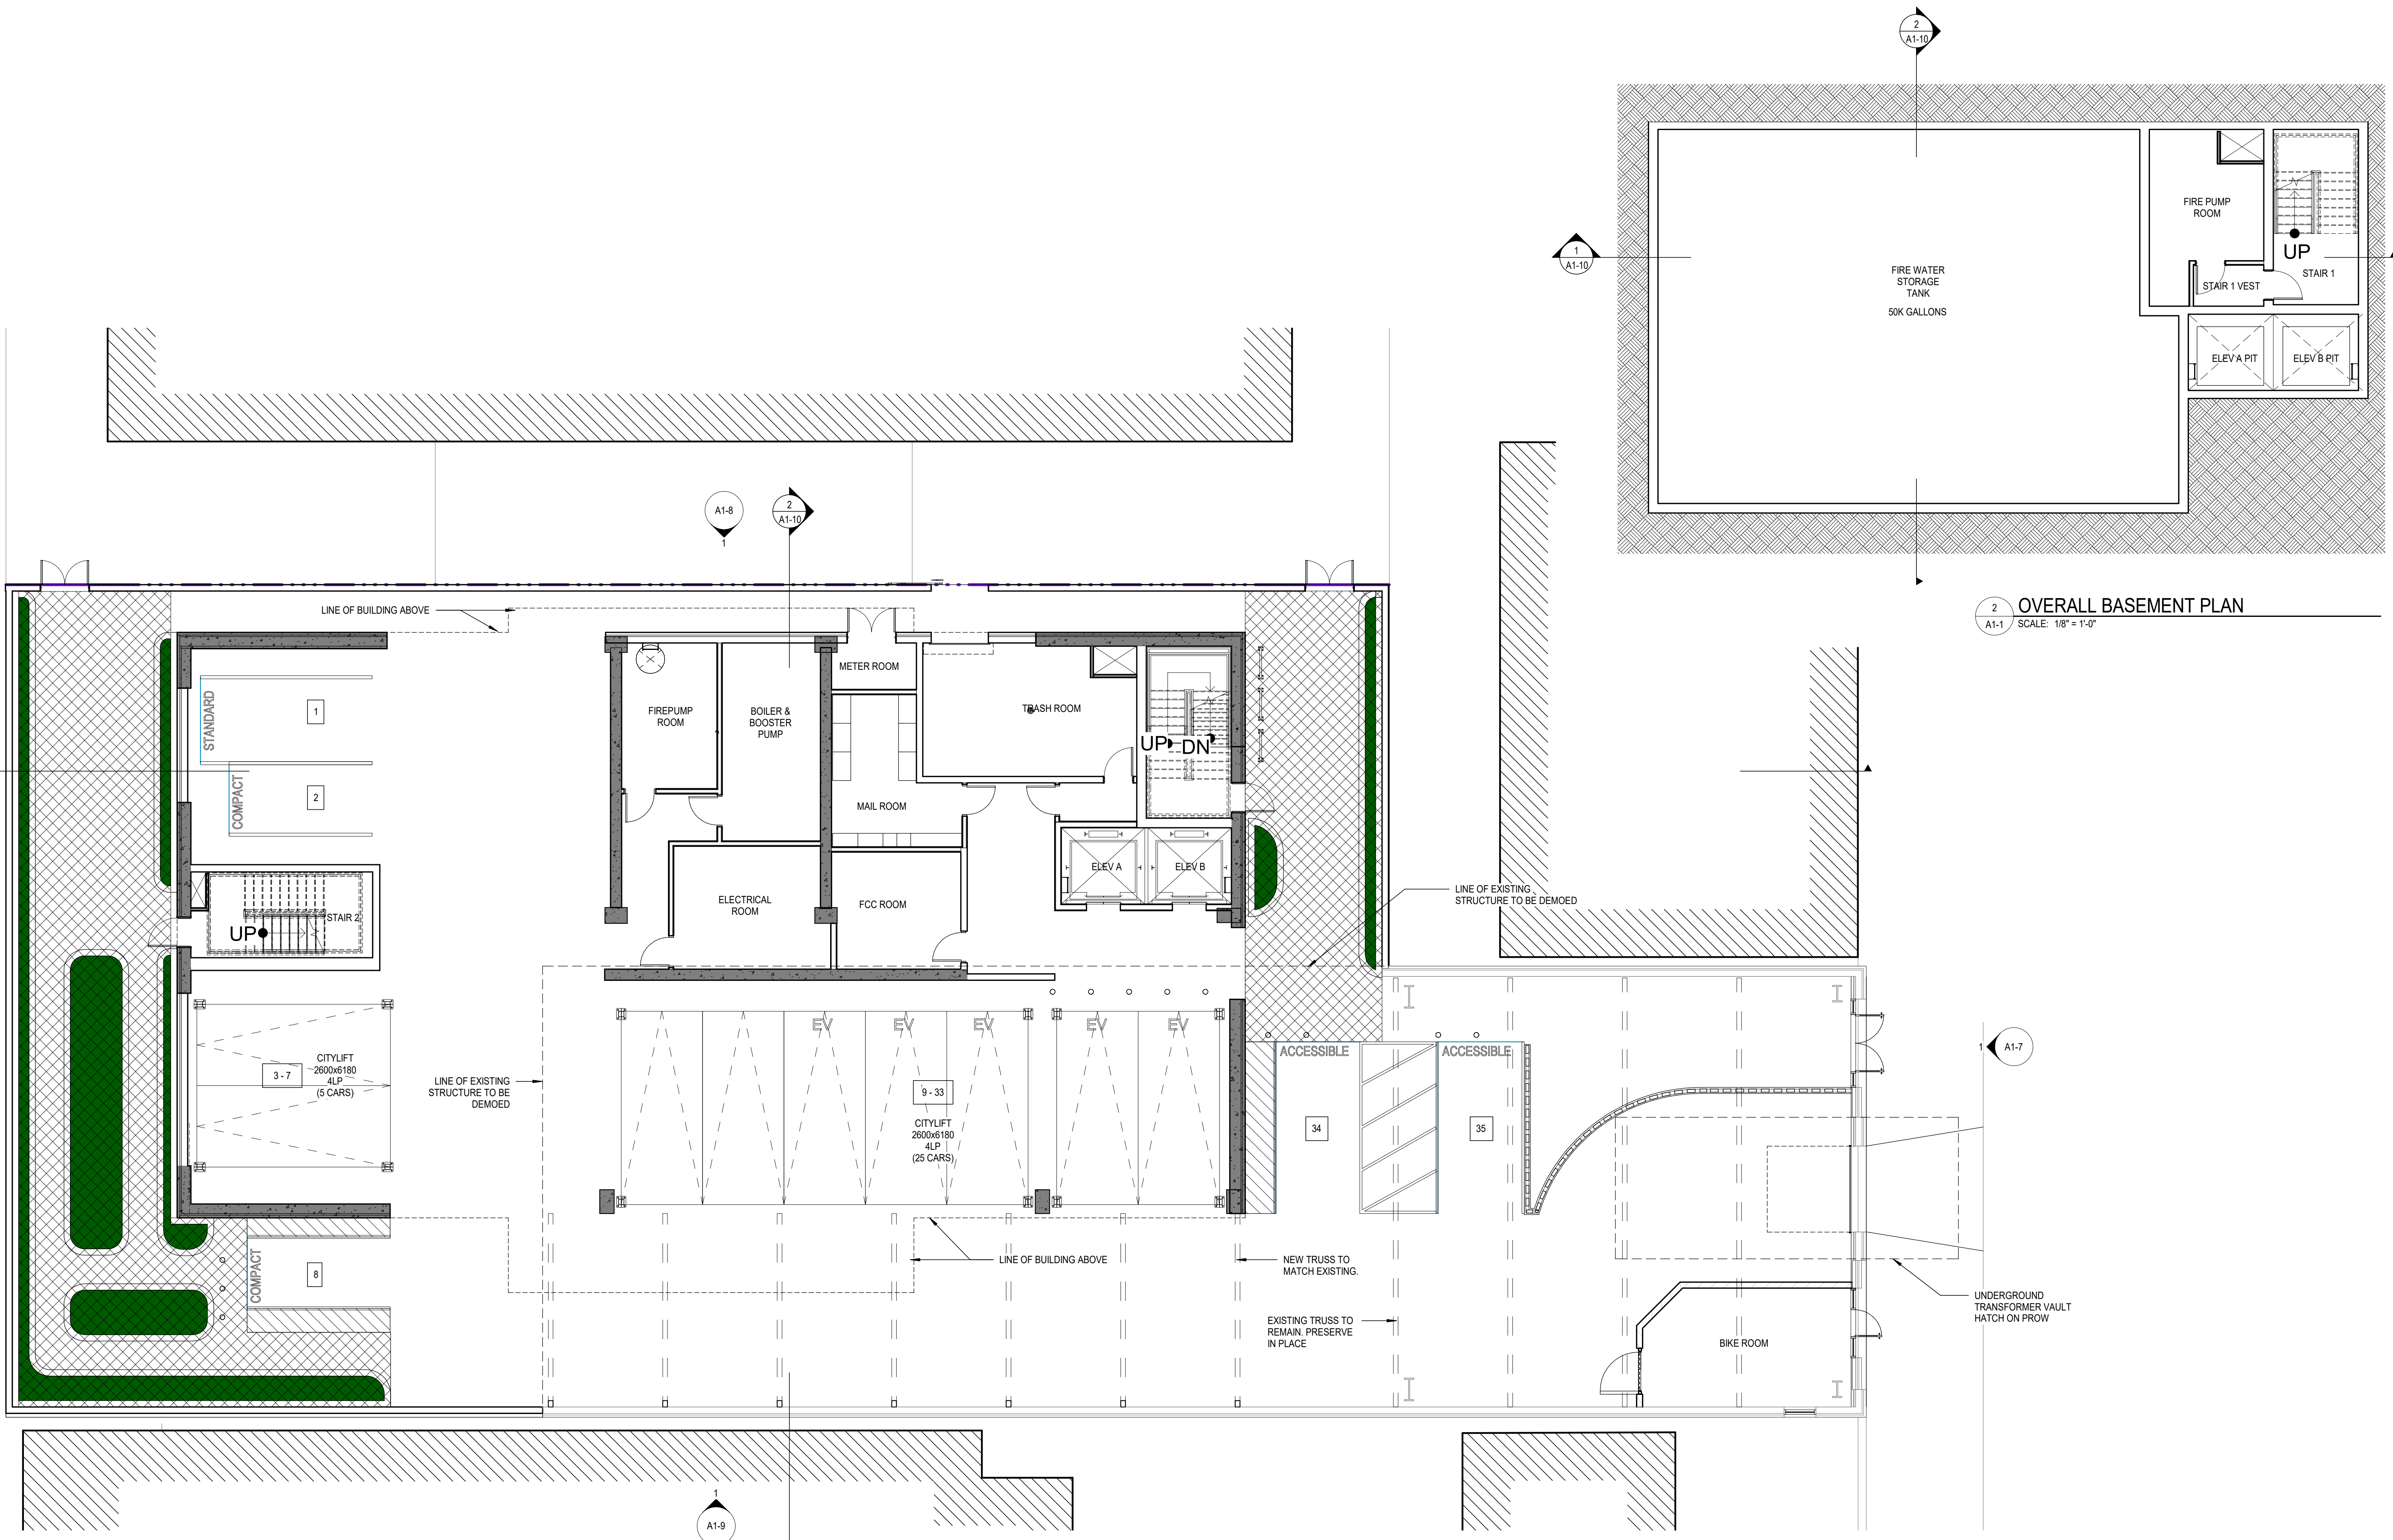 2
A1-10
FIRE PUMP
ROOM
UP
STAIR 1
STAIR 1 VEST
1
A1-10
FIRE WATER
STORAGE
TANK
50K GALLONS
ELEV A PIT
ELEV B PIT
2
A1-1
OVERALL BASEMENT PLAN
SCALE: 1/8" = 1'-0"
A1-8
1
2
A1-10
LINE OF BUILDING ABOVE
STANDARD
1
COMPACT
2
FIREPUMP
ROOM
BOILER &
BOOSTER
PUMP
METER ROOM
TRASH ROOM
UP
DN
MAIL ROOM
ELEV A
ELEV B
ELECTRICAL
ROOM
FCC ROOM
STAIR 2
UP
LINE OF EXISTING
STRUCTURE TO BE DEMOED
3 - 7
CITYLIFT
2600x6180
4LP
(5 CARS)
LINE OF EXISTING
STRUCTURE TO BE
DEMOED
EV
EV
EV
EV
EV
9 - 33
CITYLIFT
2600x6180
4LP
(25 CARS)
ACCESSIBLE
ACCESSIBLE
34
35
1
A1-7
COMPACT
8
LINE OF BUILDING ABOVE
NEW TRUSS TO
MATCH EXISTING.
EXISTING TRUSS TO
REMAIN. PRESERVE
IN PLACE
BIKE ROOM
UNDERGROUND
TRANSFORMER VAULT
HATCH ON PROW
1
A1-9